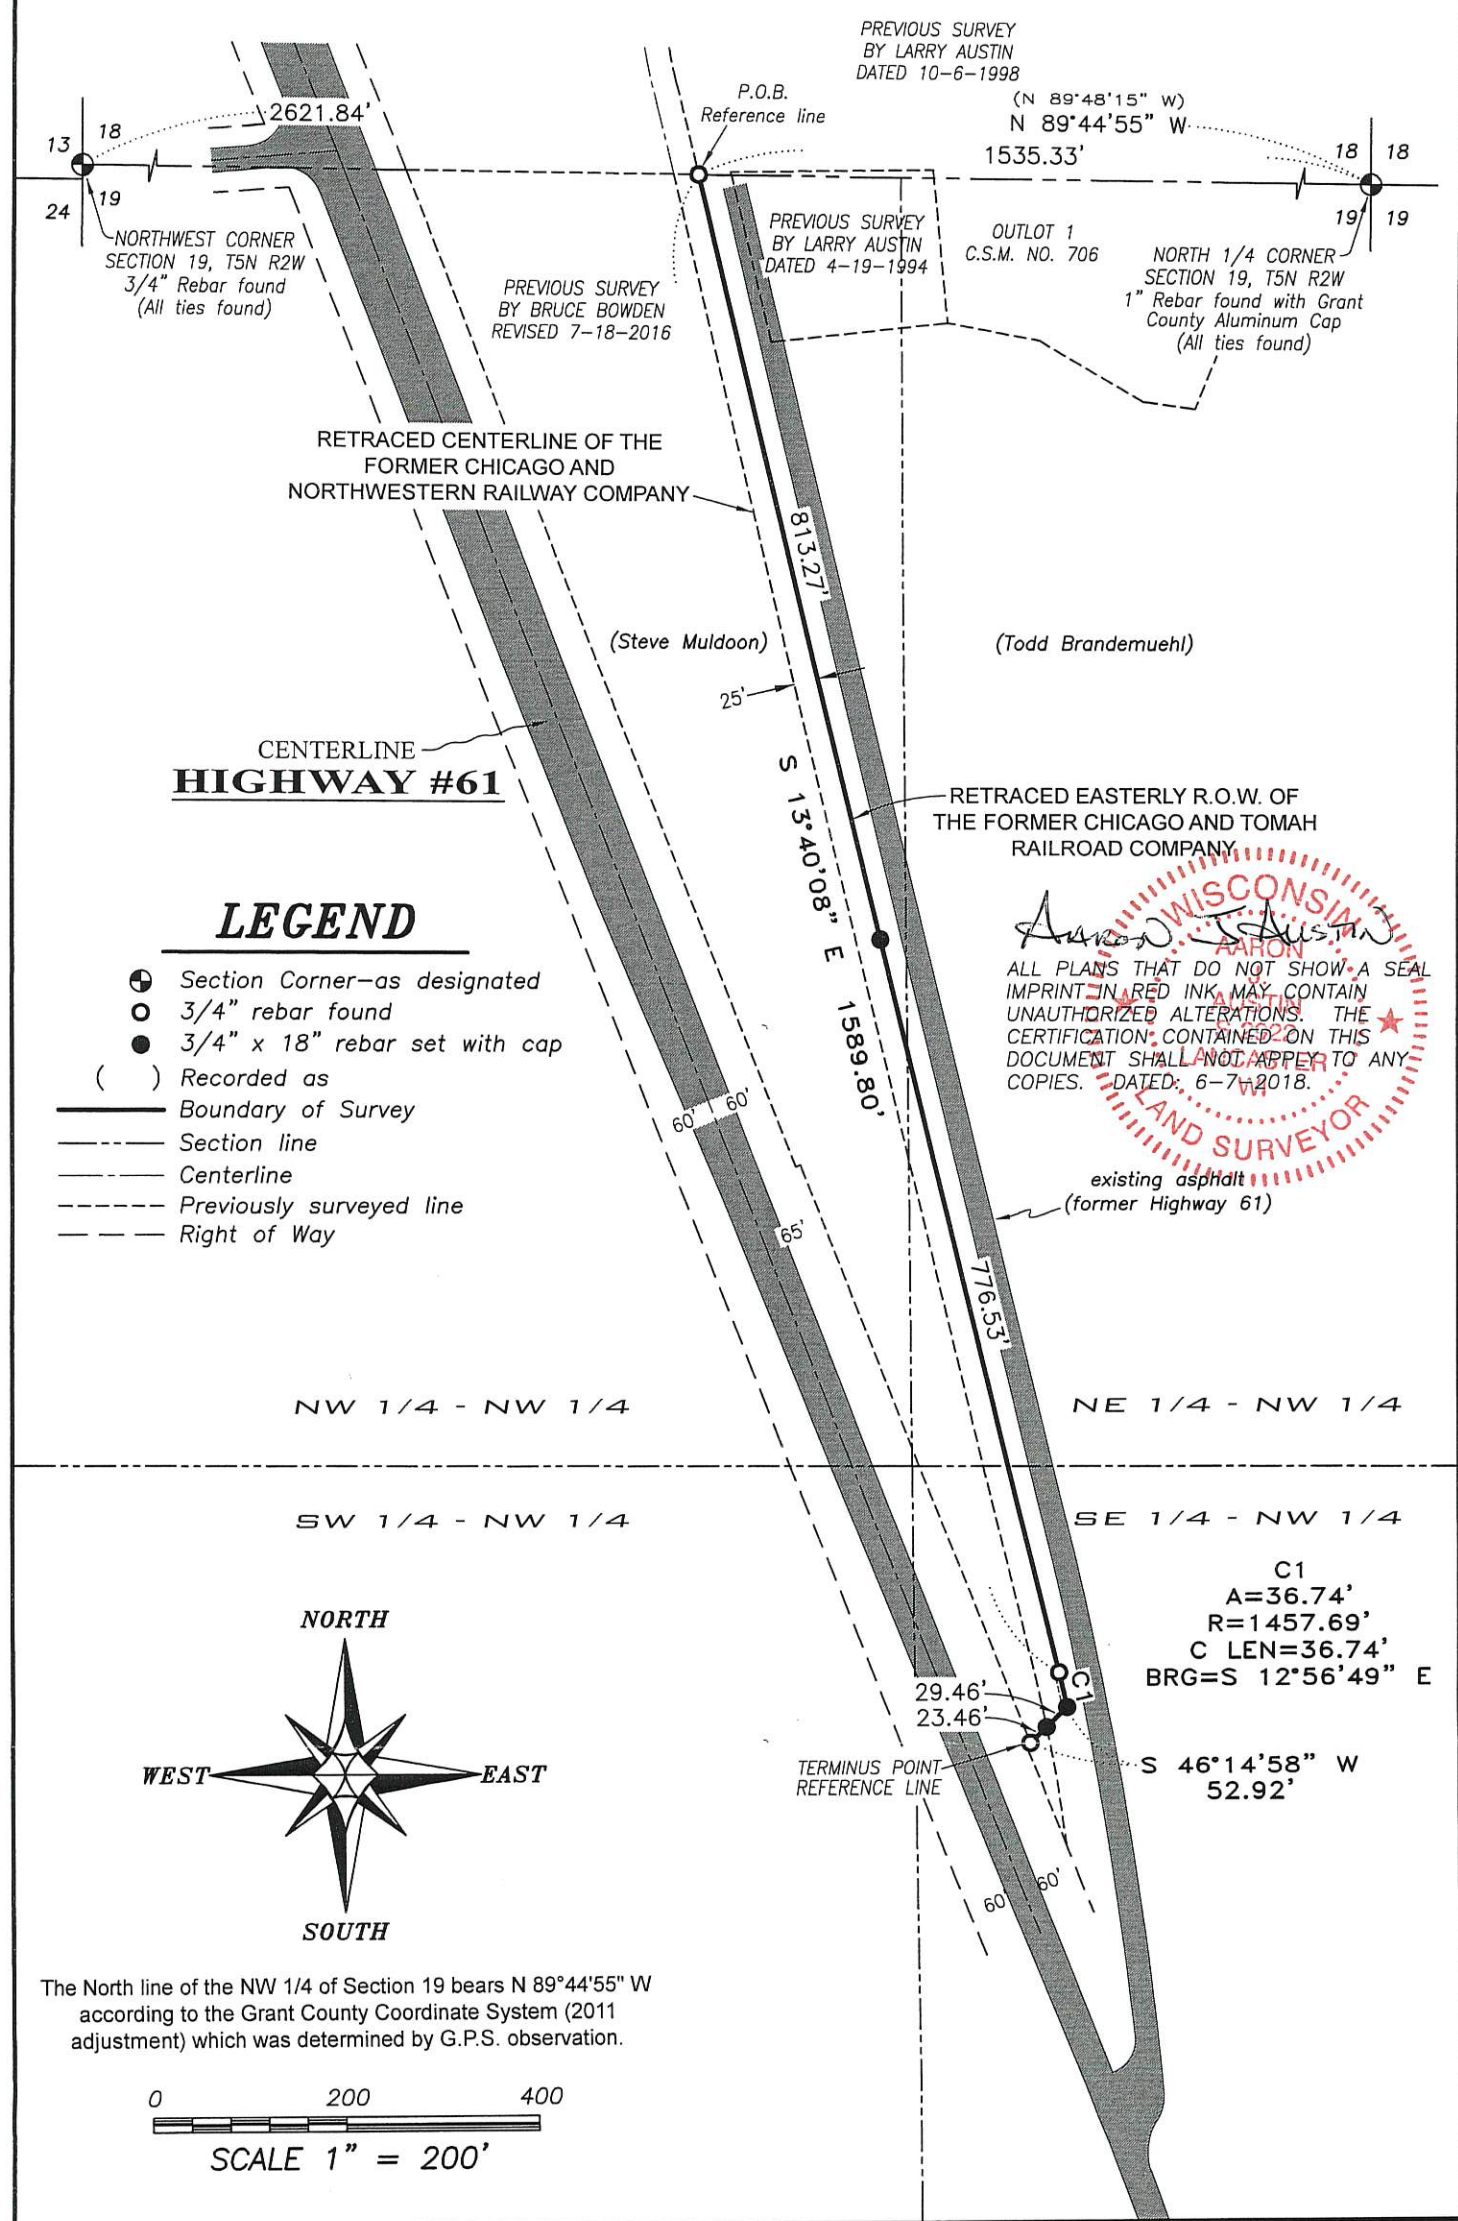 PREVIOUS SURVEY
BY LARRY AUSTIN
DATED 10-6-1998
P.O.B.
Reference line
(N 89°48'15" W)
N 89°44'55" W
1535.33'
2621.84'
13
18
24
19
18
18
19
19
NORTHWEST CORNER
SECTION 19, T5N R2W
3/4" Rebar found
(All ties found)
PREVIOUS SURVEY
BY BRUCE BOWDEN
REVISED 7-18-2016
PREVIOUS SURVEY
BY LARRY AUSTIN
DATED 4-19-1994
OUTLOT 1
C.S.M. NO. 706
NORTH 1/4 CORNER
SECTION 19, T5N R2W
1" Rebar found with Grant
County Aluminum Cap
(All ties found)
RETRACED CENTERLINE OF THE
FORMER CHICAGO AND
NORTHWESTERN RAILWAY COMPANY
813.27'
(Steve Muldoon)
(Todd Brandemuehl)
25'
CENTERLINE
HIGHWAY #61
S 13°40'08" E 1589.80'
RETRACED EASTERLY R.O.W. OF
THE FORMER CHICAGO AND TOMAH
RAILROAD COMPANY
Aaron J Austin
WISCONSIN
AARON
J.
AUSTIN
LANCASTER
WI
LAND SURVEYOR
ALL PLANS THAT DO NOT SHOW A SEAL
IMPRINT IN RED INK MAY CONTAIN
UNAUTHORIZED ALTERATIONS. THE
CERTIFICATION CONTAINED ON THIS
DOCUMENT SHALL NOT APPLY TO ANY
COPIES. DATED: 6-7-2018.
LEGEND
Section Corner-as designated
3/4" rebar found
3/4" x 18" rebar set with cap
( ) Recorded as
Boundary of Survey
Section line
Centerline
Previously surveyed line
Right of Way
60'
60'
65'
existing asphalt
(former Highway 61)
776.53'
NW 1/4 - NW 1/4
NE 1/4 - NW 1/4
SW 1/4 - NW 1/4
SE 1/4 - NW 1/4
C1
A=36.74'
R=1457.69'
C LEN=36.74'
BRG=S 12°56'49" E
C1
29.46'
23.46'
TERMINUS POINT
REFERENCE LINE
S 46°14'58" W
52.92'
60'
60'
NORTH
WEST
EAST
SOUTH
The North line of the NW 1/4 of Section 19 bears N 89°44'55" W
according to the Grant County Coordinate System (2011
adjustment) which was determined by G.P.S. observation.
0 200 400
SCALE 1" = 200'